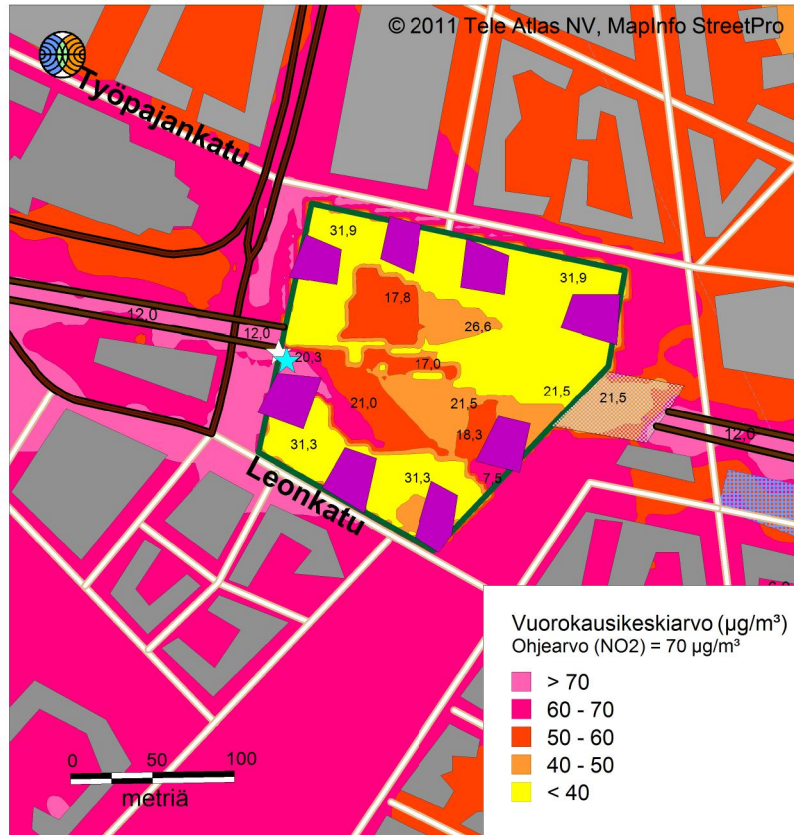 © 2011 Tele Atlas NV, MapInfo StreetPro
Työpajankatu
31,9
31,9
17,8
26,6
12,0
12,0
20,3
17,0
21,0
21,5
21,5
21,5
18,3
12,0
31,3
31,3
7,5
Leonkatu
Vuorokausikeskiarvo (µg/m³)
Ohjearvo (NO2) = 70 µg/m³
> 70
60 - 70
50 - 60
40 - 50
< 40
0 50 100
metriä